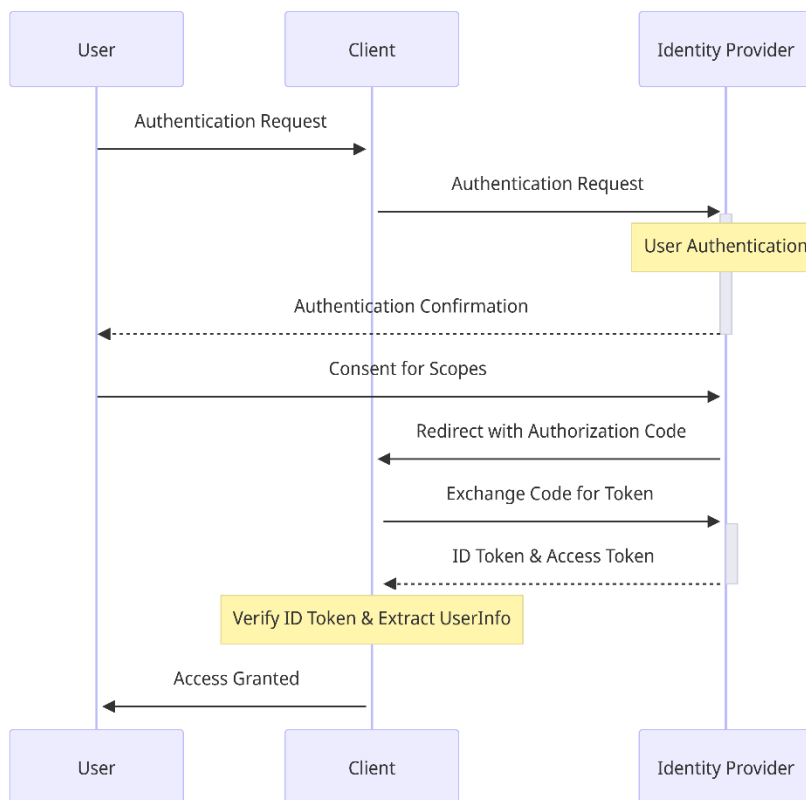 User
Client
Identity Provider
Authentication Request
Authentication Request
User Authentication
Authentication Confirmation
Consent for Scopes
Redirect with Authorization Code
Exchange Code for Token
ID Token & Access Token
Verify ID Token & Extract UserInfo
Access Granted
User
Client
Identity Provider